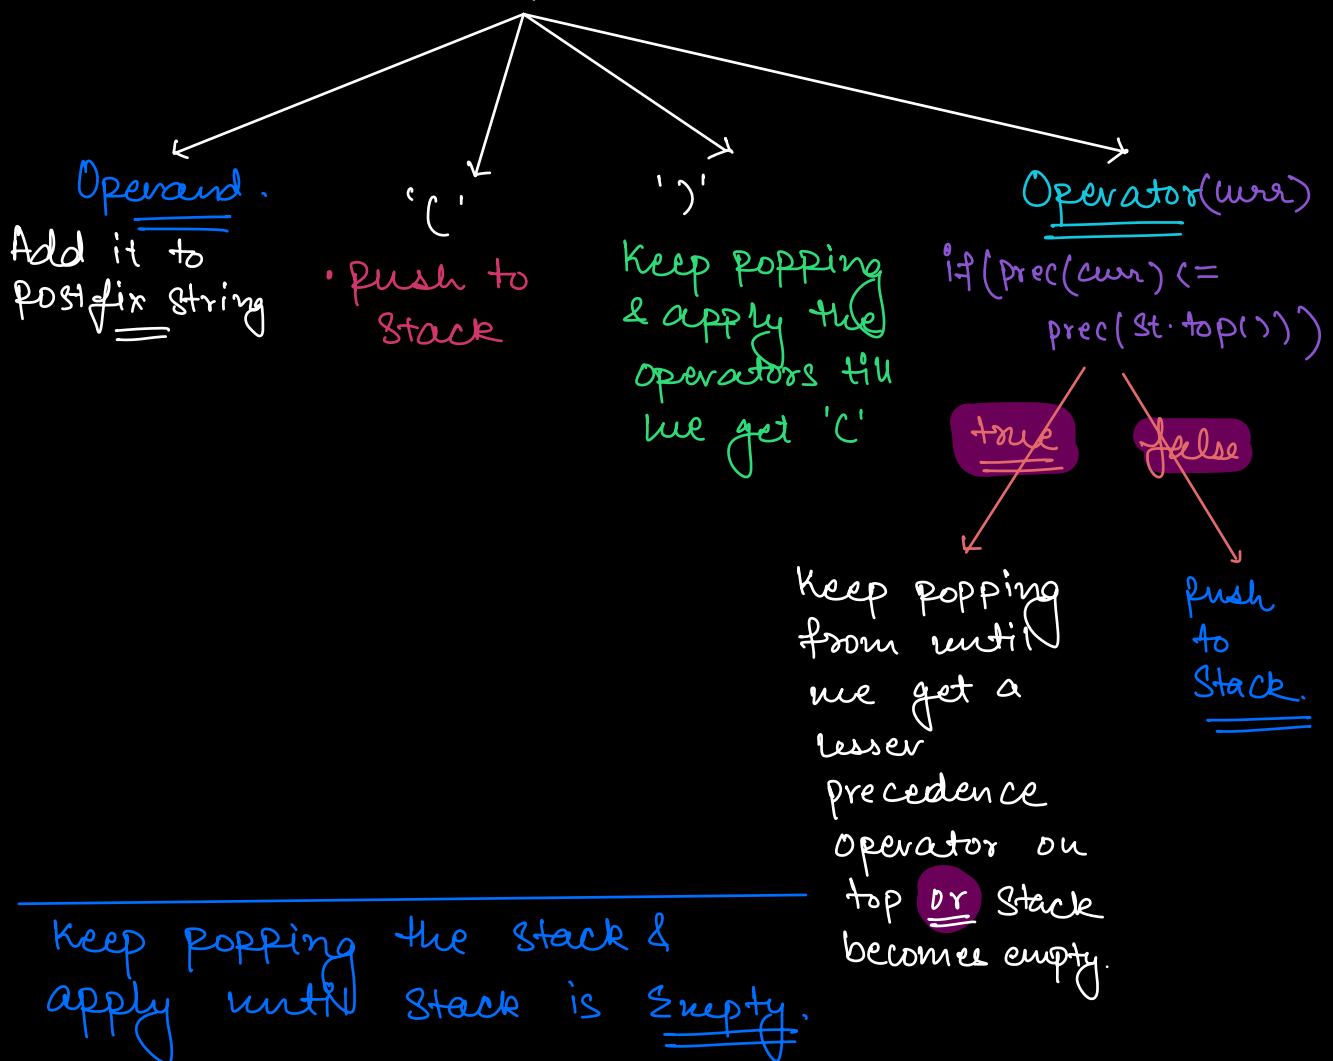 Operand.
Add it to
Postfix string
'('
• Push to
Stack
')'
Keep popping
& apply the
operators till
we get '('
Operator(curr)
if(prec(curr) <=
prec(st.top()))
true
false
Keep popping
from until
we get a
lesser
precedence
operator on
top or stack
becomes empty.
Push
to
Stack.
Keep popping the stack &
apply until stack is Empty.